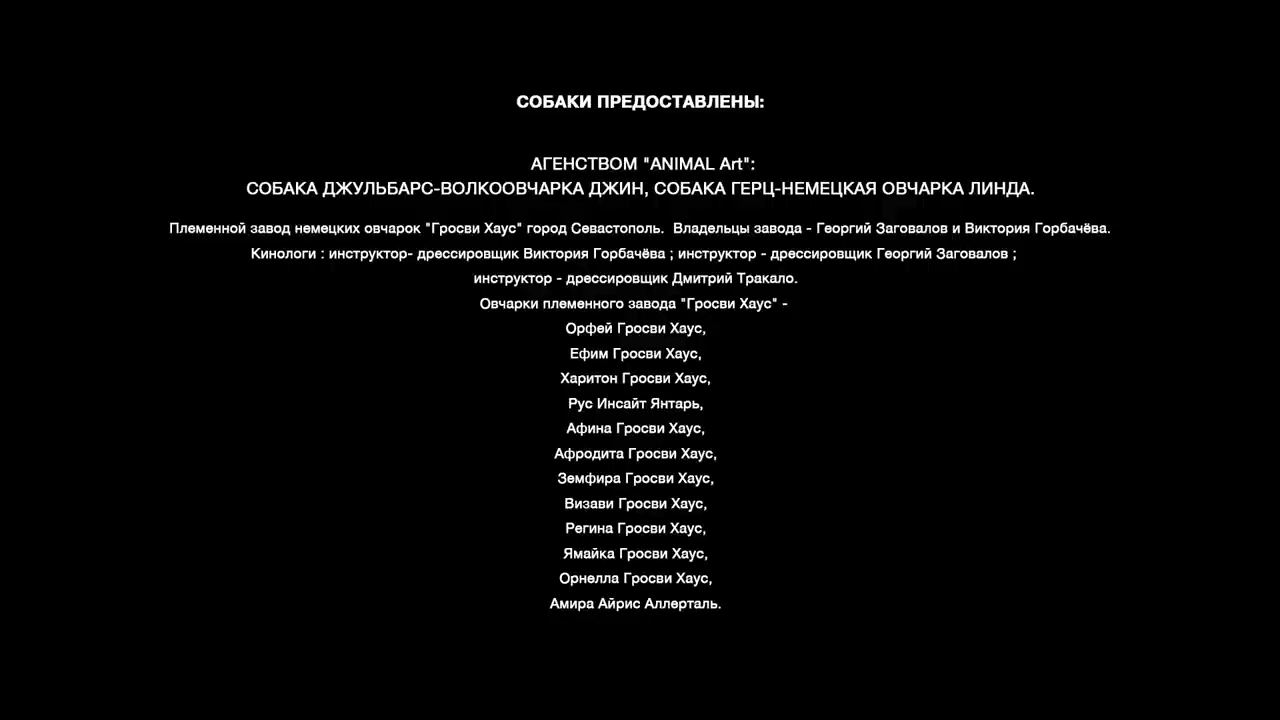 СОБАКИ ПРЕДОСТАВЛЕНЫ:
АГЕНСТВОМ "ANIMAL Art":
СОБАКА ДЖУЛЬБАРС-ВОЛКООВЧАРКА ДЖИН, СОБАКА ГЕРЦ-НЕМЕЦКАЯ ОВЧАРКА ЛИНДА.
Племенной завод немецких овчарок "Гросви Хаус" город Севастополь.  Владельцы завода - Георгий Заговалов и Виктория Горбачёва.
Кинологи : инструктор- дрессировщик Виктория Горбачёва ; инструктор - дрессировщик Георгий Заговалов ;
инструктор - дрессировщик Дмитрий Тракало.
Овчарки племенного завода "Гросви Хаус" -
Орфей Гросви Хаус,
Ефим Гросви Хаус,
Харитон Гросви Хаус,
Рус Инсайт Янтарь,
Афина Гросви Хаус,
Афродита Гросви Хаус,
Земфира Гросви Хаус,
Визави Гросви Хаус,
Регина Гросви Хаус,
Ямайка Гросви Хаус,
Орнелла Гросви Хаус,
Амира Айрис Аллерталь.